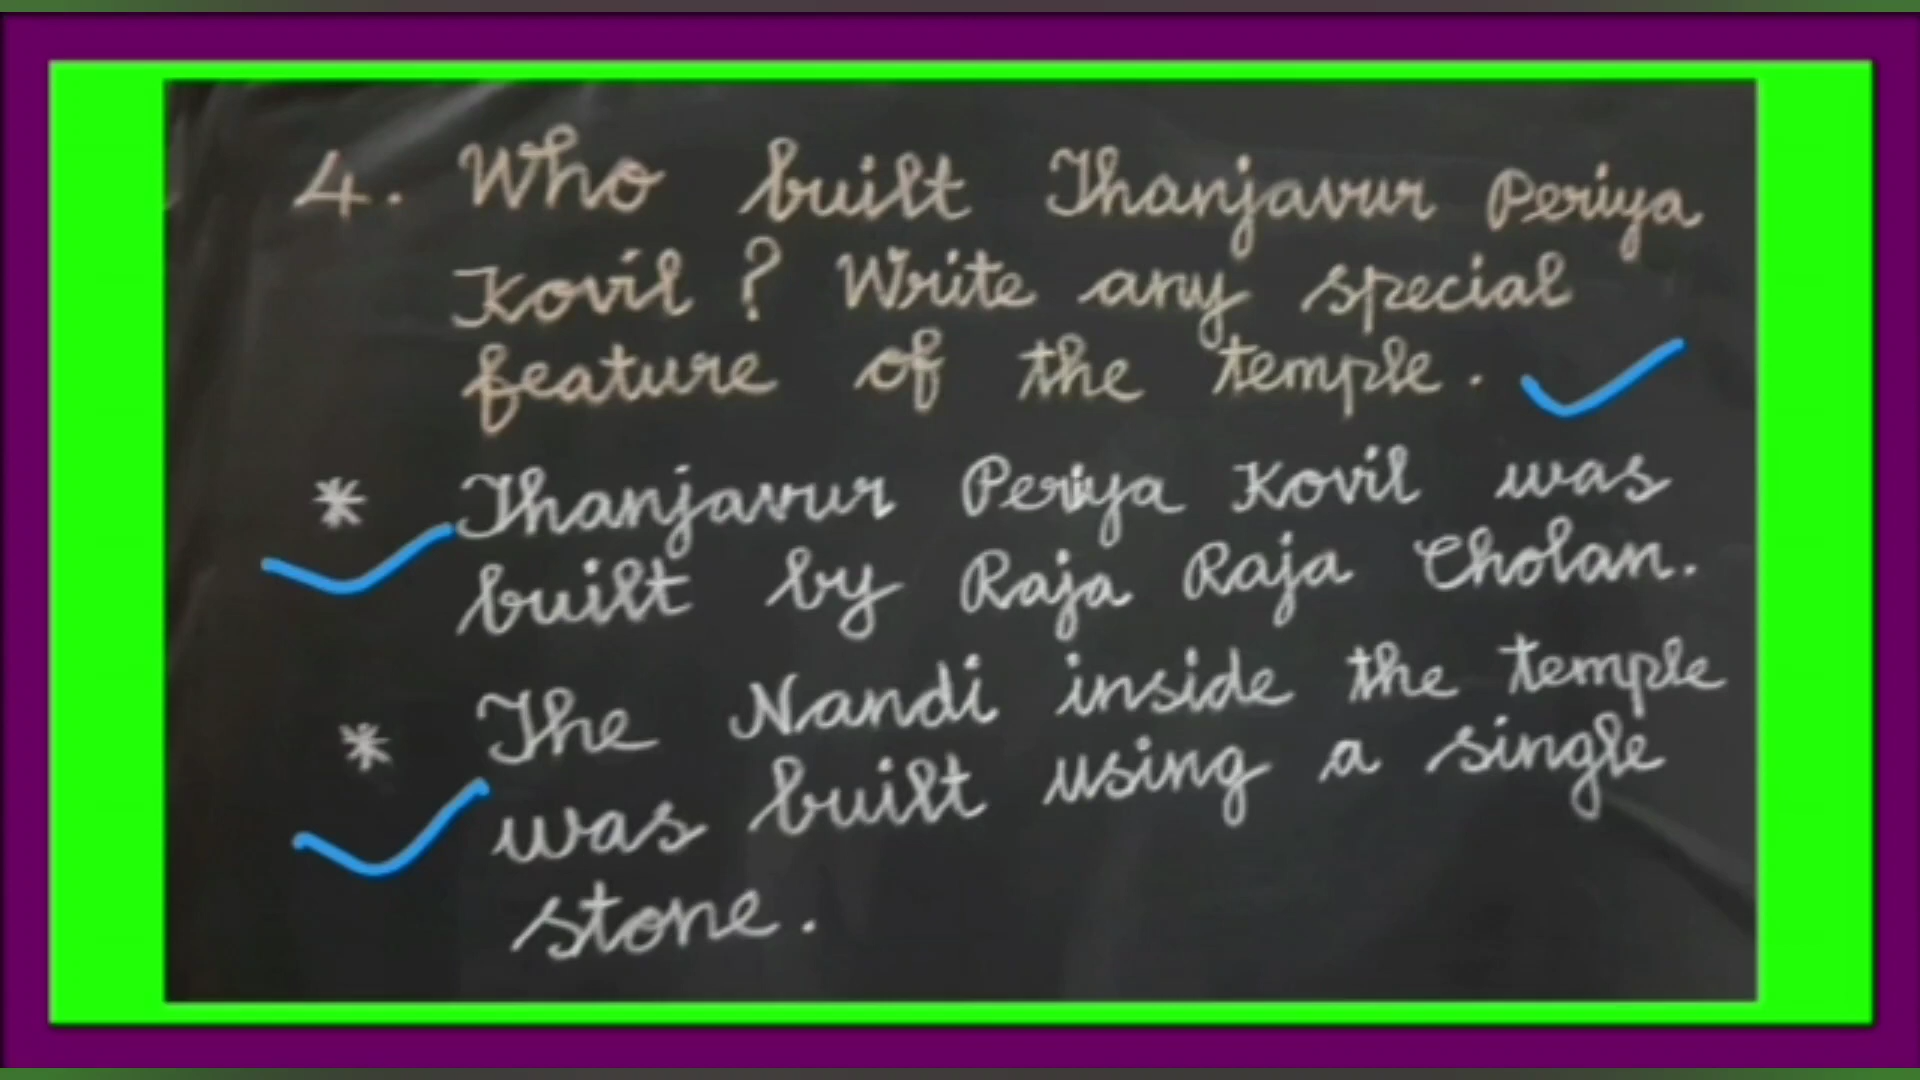 4. Who built Thanjavur Periya
Kovil ? Write any special
feature of the temple.
* Thanjavur Periya Kovil was
built by Raja Raja Cholan.
* The Nandi inside the temple
was built using a single
stone.